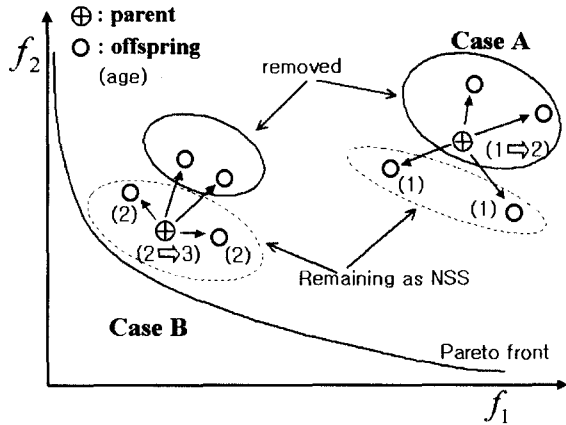 ⊕ : parent
O : offspring
(age)
f₂
Case A
removed
(1⇨2)
(1)
(1)
(2)
(2⇨3)
(2)
Remaining as NSS
Case B
Pareto front
f₁